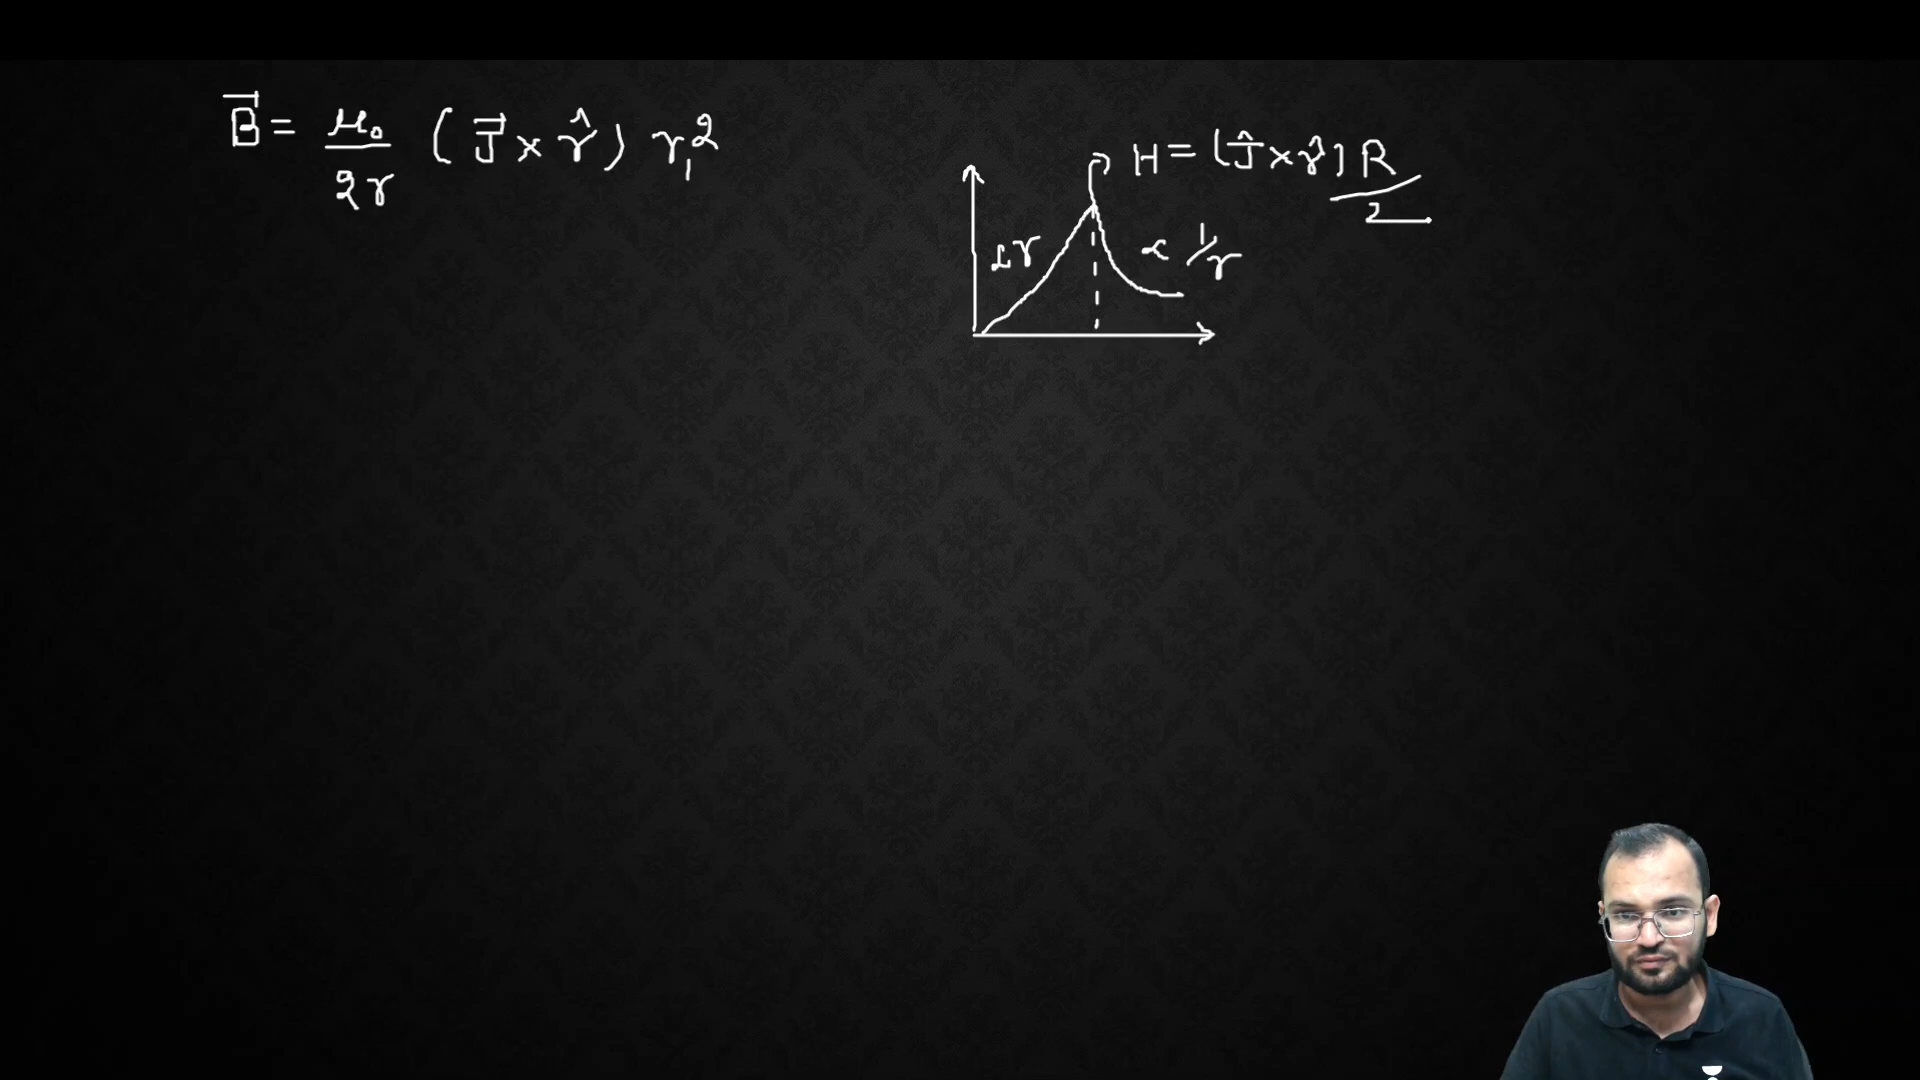 B⃗ = μ₀/2r (J⃗ × r̂) r₁²
H = (Ĵ × r̂) R/2
∝ r
∝ 1/r